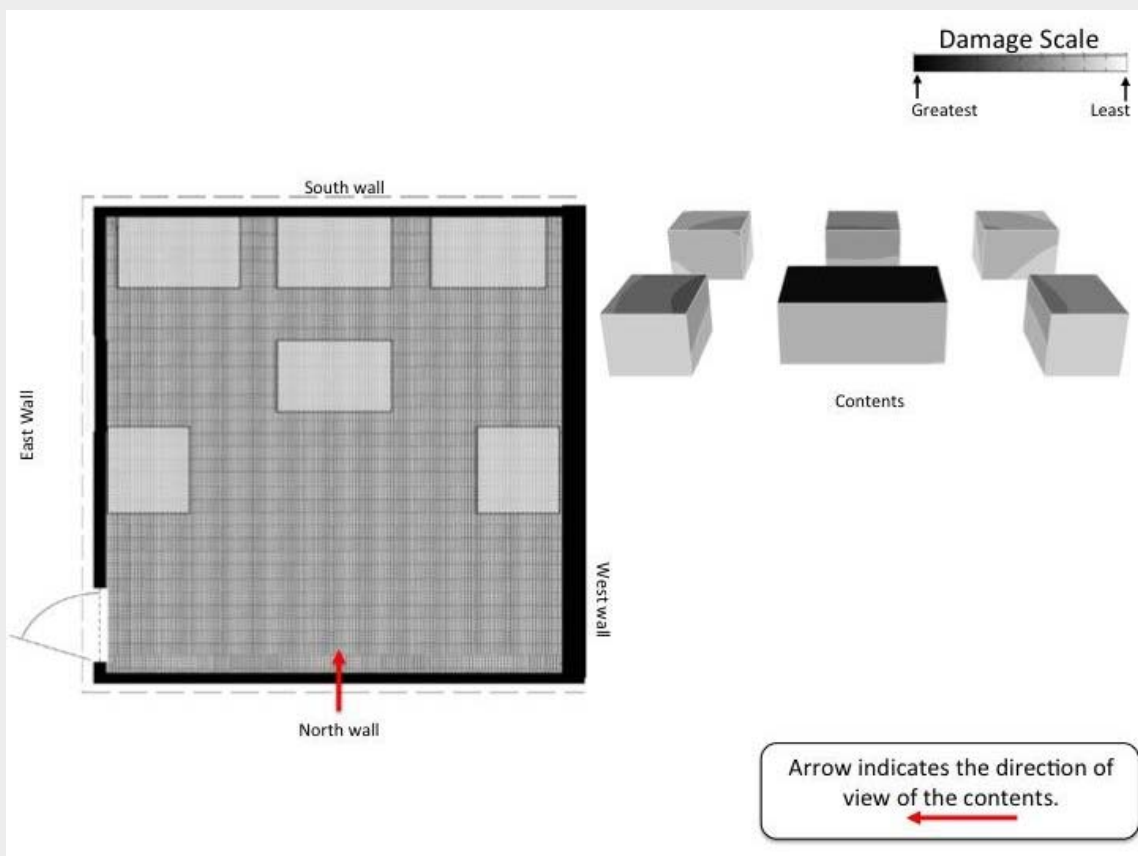 Damage Scale
Greatest
Least
South wall
East Wall
Contents
West wall
North wall
Arrow indicates the direction of
view of the contents.